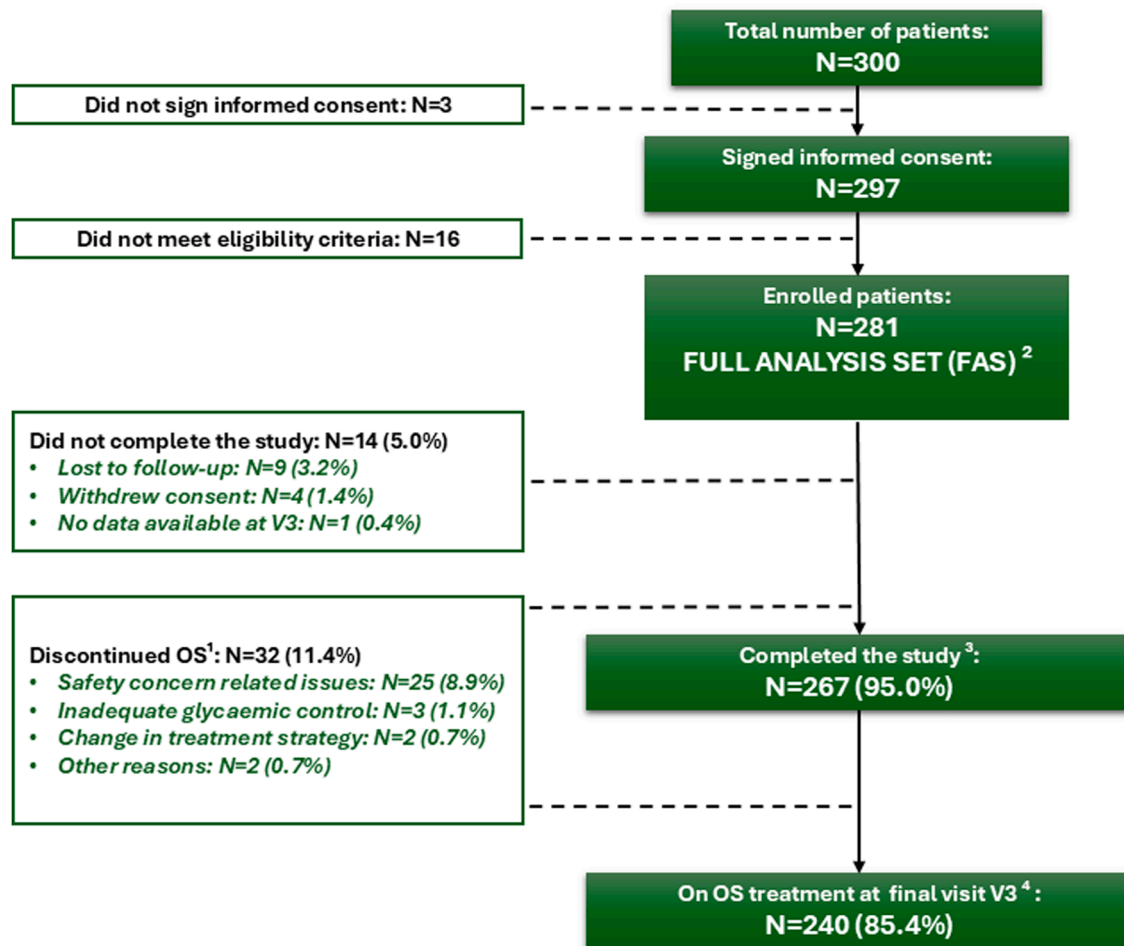 Total number of patients:
N=300
Did not sign informed consent: N=3
Signed informed consent:
N=297
Did not meet eligibility criteria: N=16
Enrolled patients:
N=281
FULL ANALYSIS SET (FAS) ²
Did not complete the study: N=14 (5.0%)
• Lost to follow-up: N=9 (3.2%)
• Withdrew consent: N=4 (1.4%)
• No data available at V3: N=1 (0.4%)
Discontinued OS¹: N=32 (11.4%)
• Safety concern related issues: N=25 (8.9%)
• Inadequate glycaemic control: N=3 (1.1%)
• Change in treatment strategy: N=2 (0.7%)
• Other reasons: N=2 (0.7%)
Completed the study ³:
N=267 (95.0%)
On OS treatment at final visit V3 ⁴ :
N=240 (85.4%)